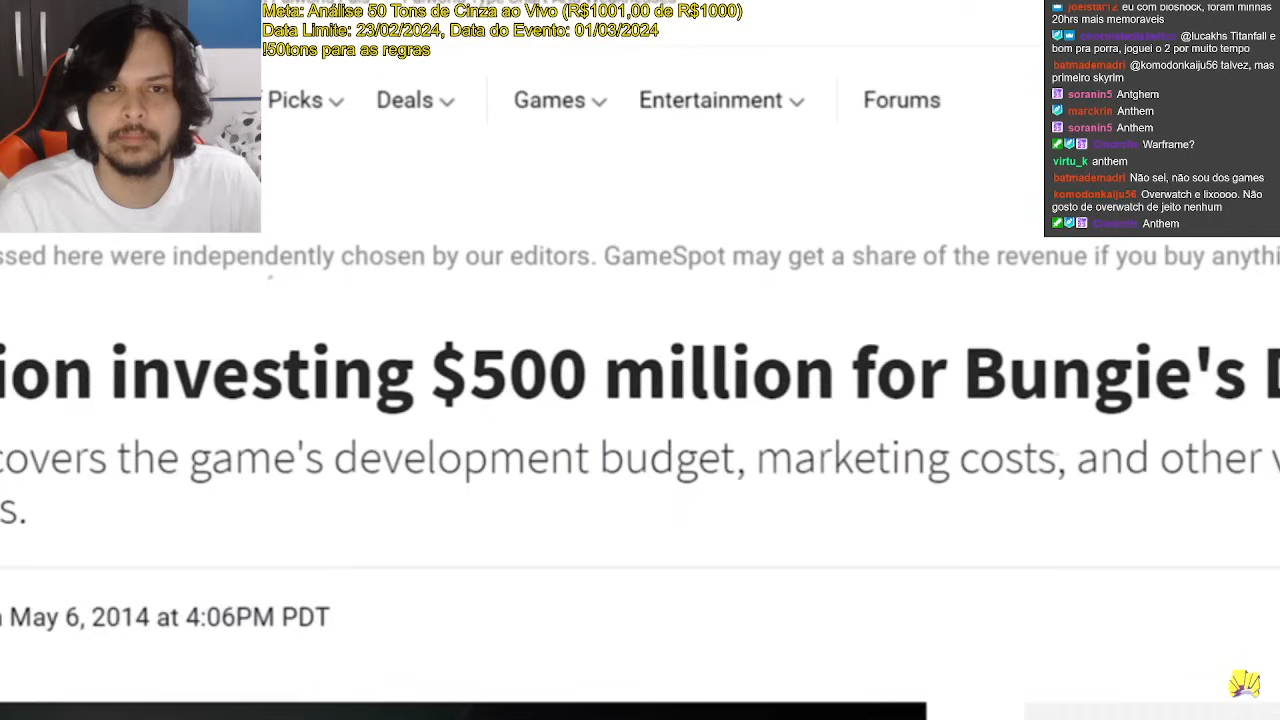 Meta: Análise 50 Tons de Cinza ao Vivo (R$1001,00 de R$1000)
Data Limite: 23/02/2024, Data do Evento: 01/03/2024
!50tons para as regras
Picks
Deals
Games
Entertainment
Forums
joelstar12 eu com bioshock, foram minhas
20hrs mais memoraveis
@lucakhs Titanfall e
bom pra porra, joguei o 2 por muito tempo
batmademadri @komodonkaiju56 talvez, mas
primeiro skyrim
soranin5 Antghem
marckrin Anthem
soranin5 Anthem
Warframe?
virtu_k anthem
batmademadri Não sei, não sou dos games
komodonkaiju56 Overwatch e lixoooo. Não
gosto de overwatch de jeito nenhum
Anthem
ssed here were independently chosen by our editors. GameSpot may get a share of the revenue if you buy anythi
ion investing $500 million for Bungie's D
covers the game's development budget, marketing costs, and other v
s.
May 6, 2014 at 4:06PM PDT